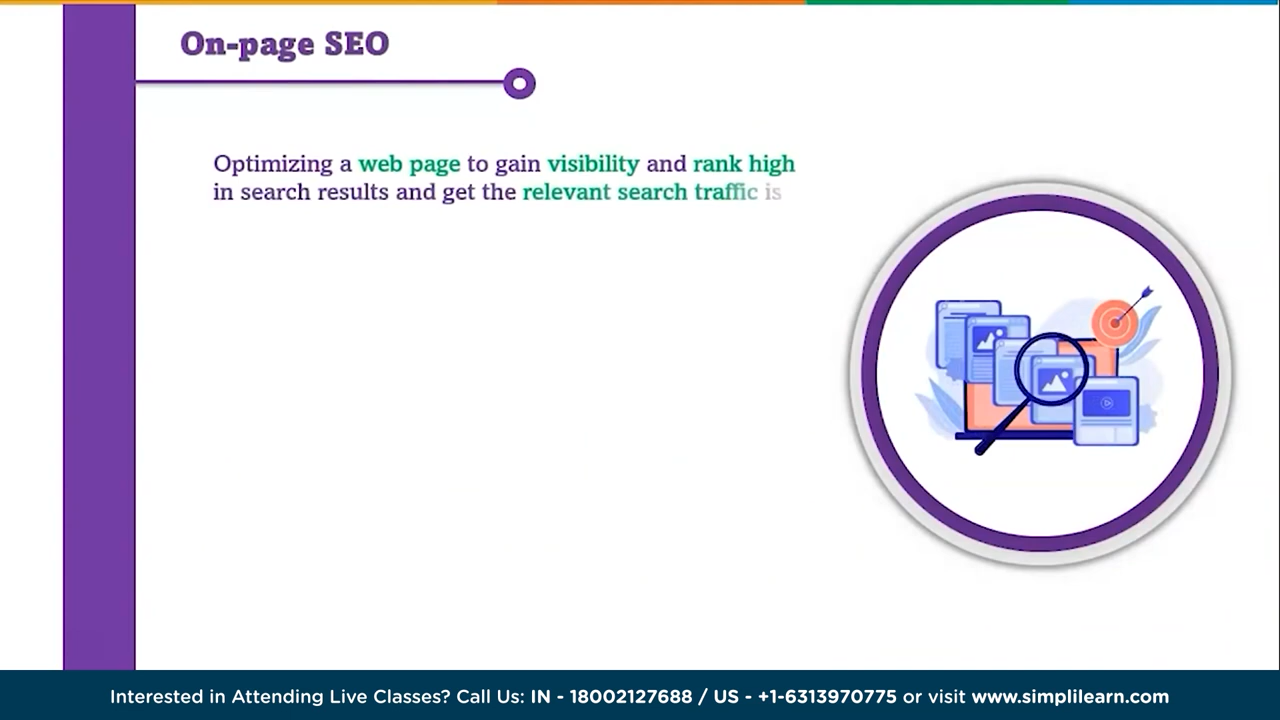 On-page SEO
Optimizing a web page to gain visibility and rank high
in search results and get the relevant search traffic is
Interested in Attending Live Classes? Call Us: IN - 18002127688 / US - +1-6313970775 or visit www.simplilearn.com